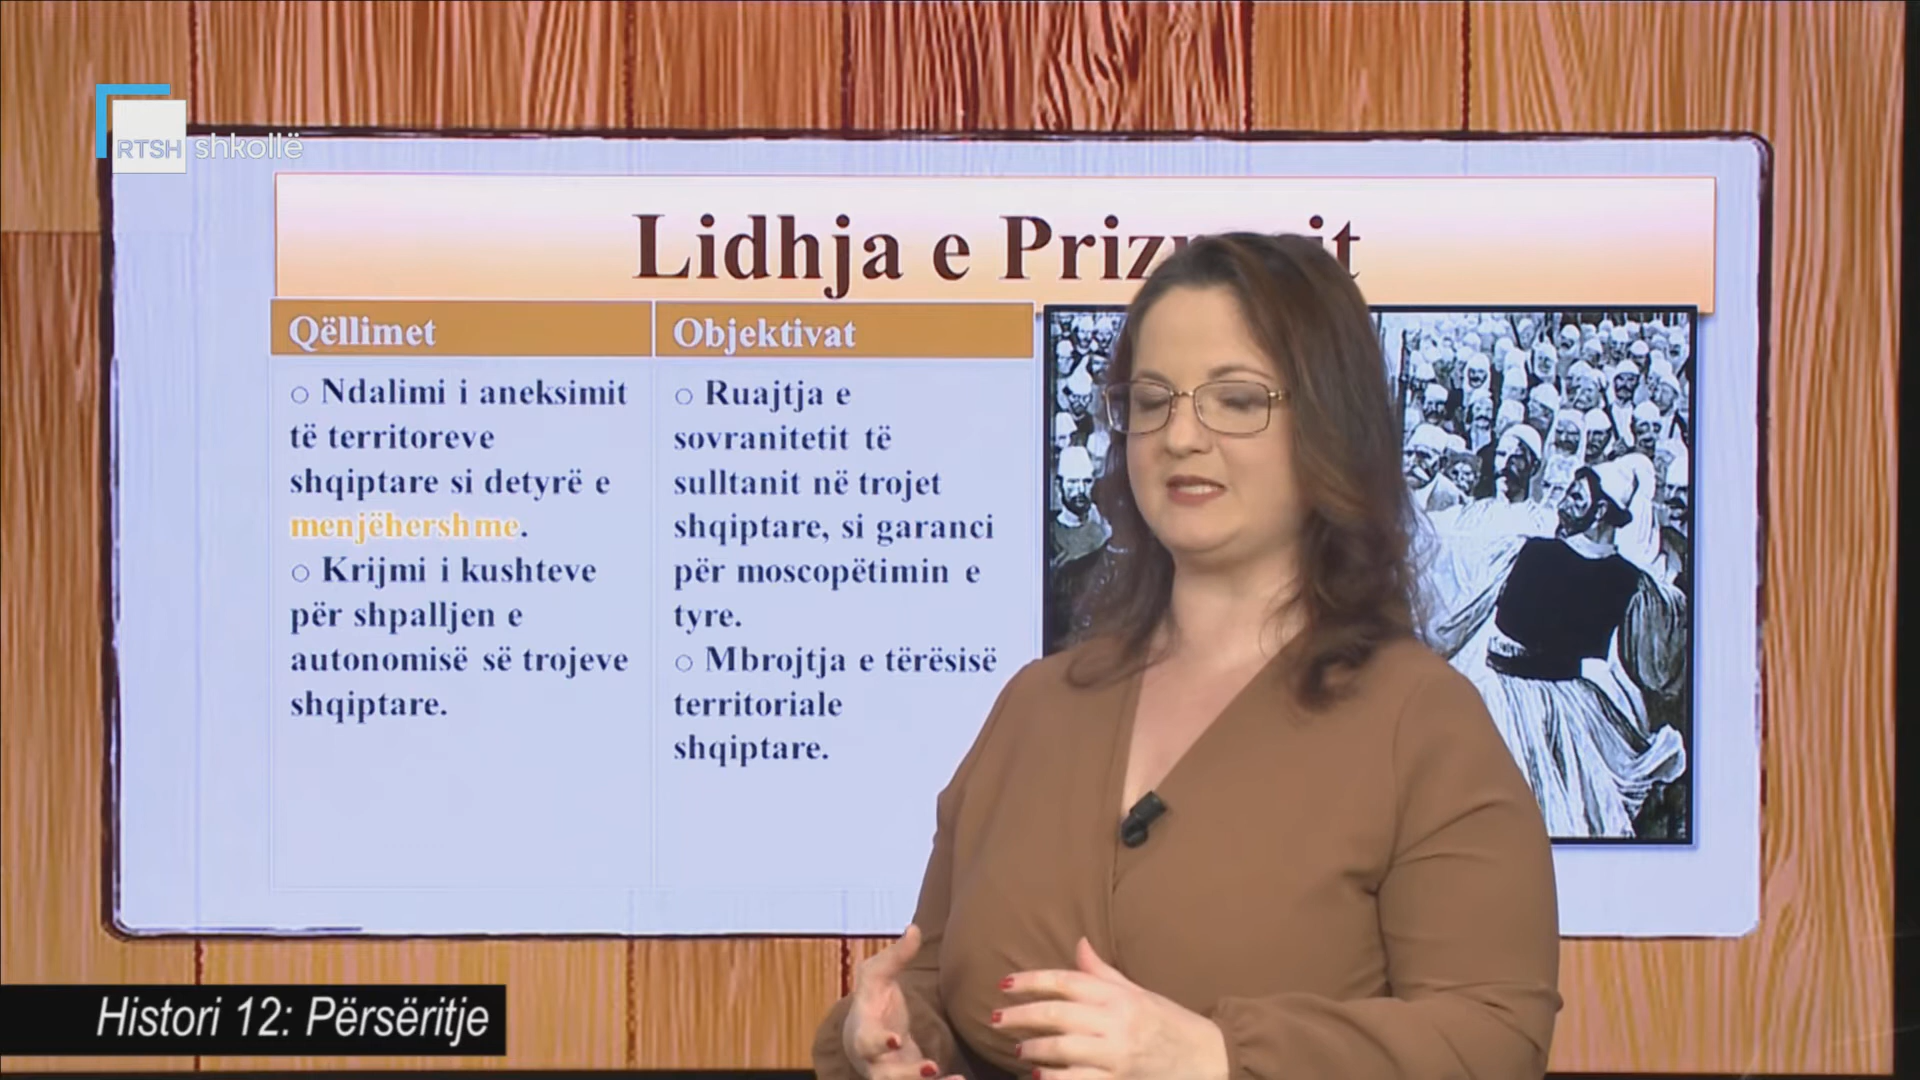 RTSH shkollë
Lidhja e
Qëllimet
○ Ndalimi i aneksimit
të territoreve
shqiptare si detyrë e
menjëhershme.
○ Krijmi i kushteve
për shpalljen e
autonomisë së trojeve
shqiptare.
Objektivat
○ Ruajtja e
sovranitetit të
sulltanit në trojet
shqiptare, si garanci
për moscopëtimin e
tyre.
○ Mbrojtja e tërësisë
territoriale
shqiptare.
Histori 12: Përsëritje